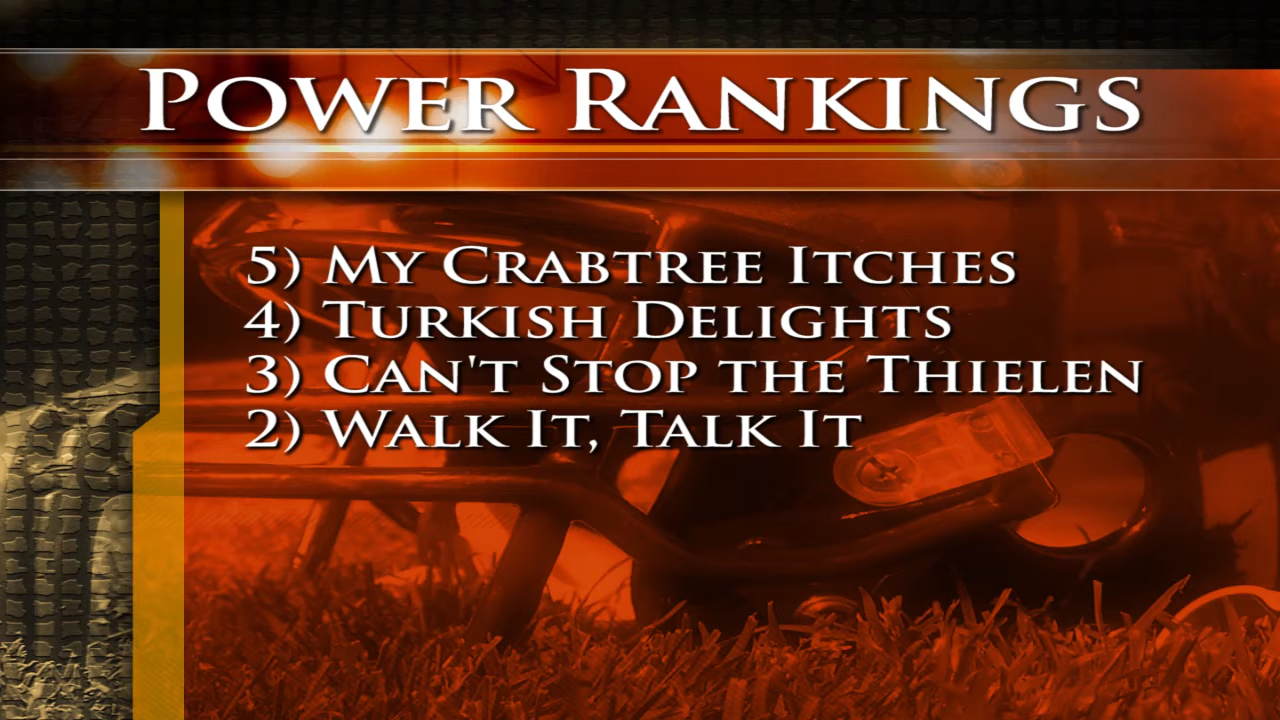 Power Rankings
5) My Crabtree Itches
4) Turkish Delights
3) Can't Stop the Thielen
2) Walk It, Talk It